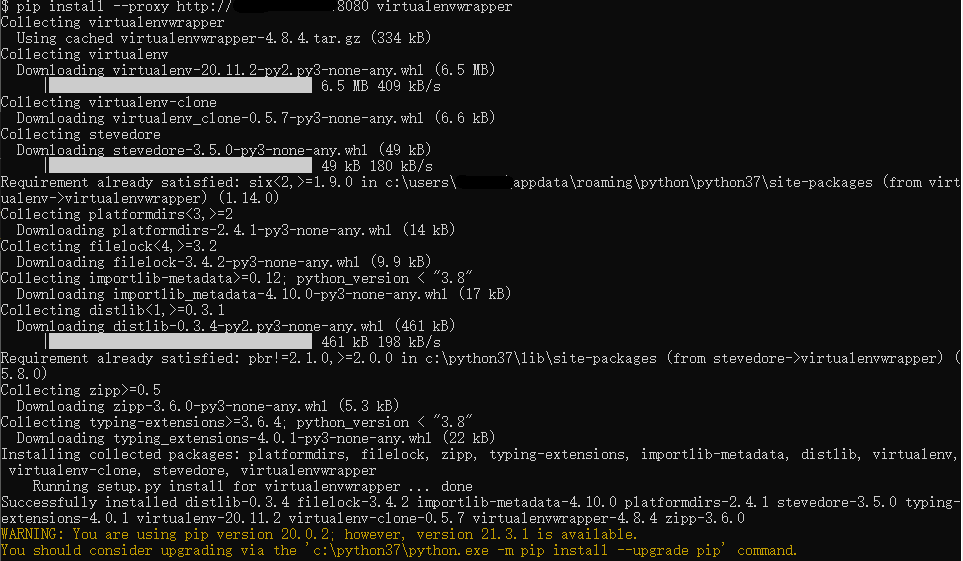 $ pip install --proxy http:// .8080 virtualenvwrapper
Collecting virtualenvwrapper
  Using cached virtualenvwrapper-4.8.4.tar.gz (334 kB)
Collecting virtualenv
  Downloading virtualenv-20.11.2-py2.py3-none-any.whl (6.5 MB)
     | 6.5 MB 409 kB/s
Collecting virtualenv-clone
  Downloading virtualenv_clone-0.5.7-py3-none-any.whl (6.6 kB)
Collecting stevedore
  Downloading stevedore-3.5.0-py3-none-any.whl (49 kB)
     | 49 kB 180 kB/s
Requirement already satisfied: six<2,>=1.9.0 in c:\users\ appdata\roaming\python\python37\site-packages (from virt
ualenv->virtualenvwrapper) (1.14.0)
Collecting platformdirs<3,>=2
  Downloading platformdirs-2.4.1-py3-none-any.whl (14 kB)
Collecting filelock<4,>=3.2
  Downloading filelock-3.4.2-py3-none-any.whl (9.9 kB)
Collecting importlib-metadata>=0.12; python_version < "3.8"
  Downloading importlib_metadata-4.10.0-py3-none-any.whl (17 kB)
Collecting distlib<1,>=0.3.1
  Downloading distlib-0.3.4-py2.py3-none-any.whl (461 kB)
     | 461 kB 198 kB/s
Requirement already satisfied: pbr!=2.1.0,>=2.0.0 in c:\python37\lib\site-packages (from stevedore->virtualenvwrapper) (
5.8.0)
Collecting zipp>=0.5
  Downloading zipp-3.6.0-py3-none-any.whl (5.3 kB)
Collecting typing-extensions>=3.6.4; python_version < "3.8"
  Downloading typing_extensions-4.0.1-py3-none-any.whl (22 kB)
Installing collected packages: platformdirs, filelock, zipp, typing-extensions, importlib-metadata, distlib, virtualenv,
 virtualenv-clone, stevedore, virtualenvwrapper
    Running setup.py install for virtualenvwrapper ... done
Successfully installed distlib-0.3.4 filelock-3.4.2 importlib-metadata-4.10.0 platformdirs-2.4.1 stevedore-3.5.0 typing-
extensions-4.0.1 virtualenv-20.11.2 virtualenv-clone-0.5.7 virtualenvwrapper-4.8.4 zipp-3.6.0
WARNING: You are using pip version 20.0.2; however, version 21.3.1 is available.
You should consider upgrading via the 'c:\python37\python.exe -m pip install --upgrade pip' command.